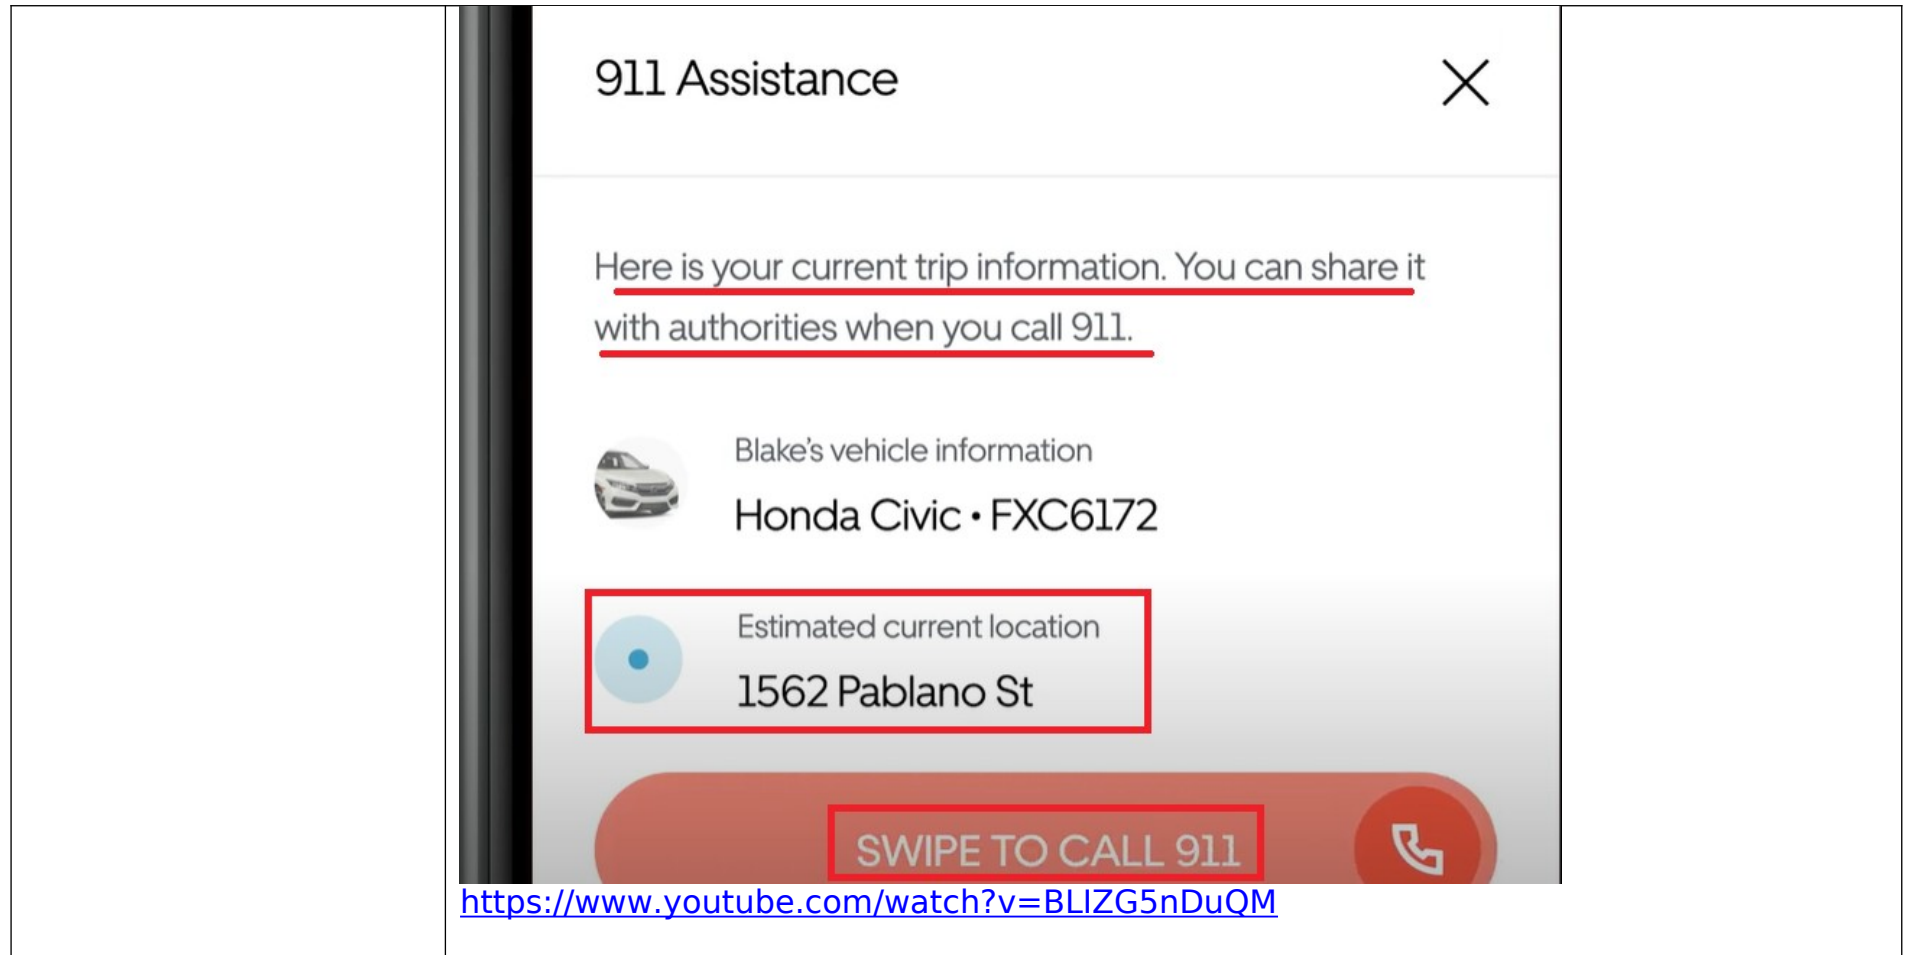 911 Assistance
Here is your current trip information. You can share it
with authorities when you call 911.
Blake's vehicle information
Honda Civic • FXC6172
Estimated current location
1562 Pablano St
SWIPE TO CALL 911
https://www.youtube.com/watch?v=BLIZG5nDuQM